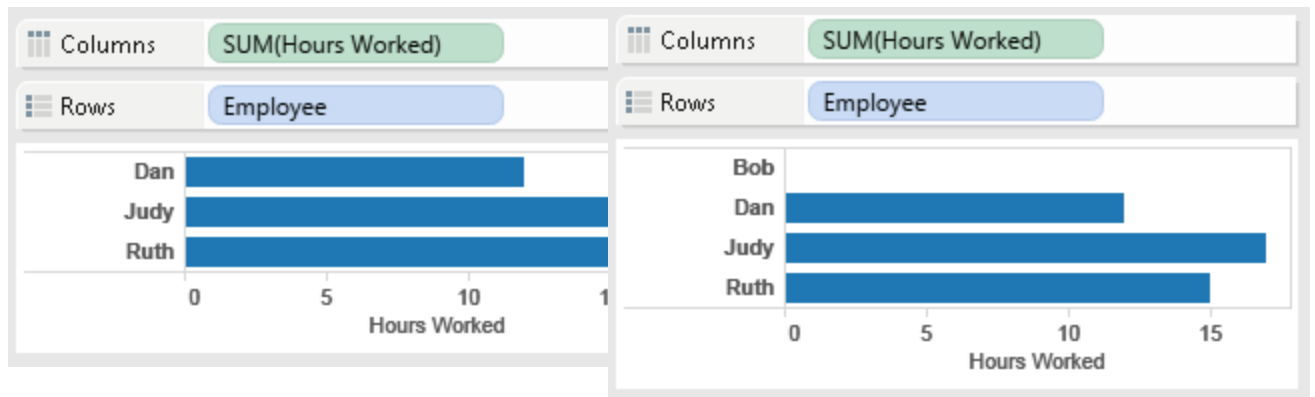 Columns SUM(Hours Worked)
Rows Employee
Dan
Judy
Ruth
0 5 10 1
Hours Worked
Columns SUM(Hours Worked)
Rows Employee
Bob
Dan
Judy
Ruth
0 5 10 15
Hours Worked